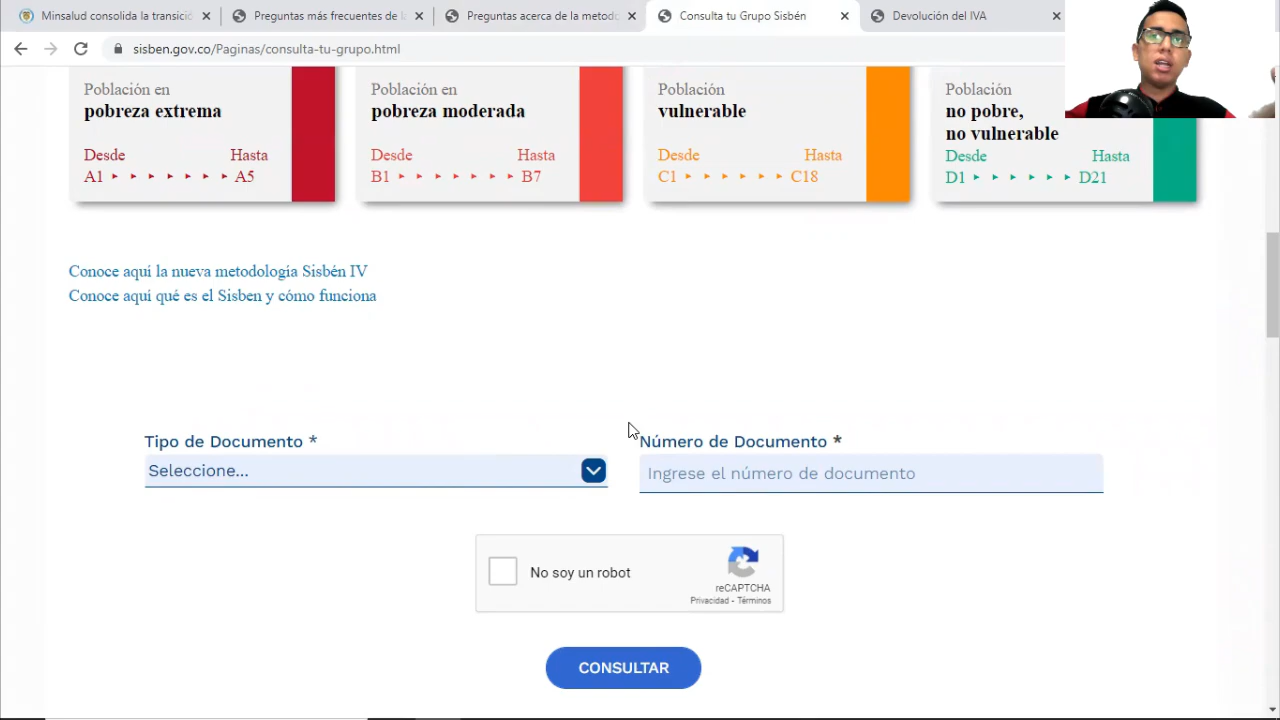 Minsalud consolida la transició
Preguntas más frecuentes de la
Preguntas acerca de la metodo
Consulta tu Grupo Sisbén
Devolución del IVA
sisben.gov.co/Paginas/consulta-tu-grupo.html
Población en
pobreza extrema
Desde Hasta
A1 A5
Población en
pobreza moderada
Desde Hasta
B1 B7
Población
vulnerable
Desde Hasta
C1 C18
Población
no pobre,
no vulnerable
Desde Hasta
D1 D21
Conoce aquí la nueva metodología Sisbén IV
Conoce aquí qué es el Sisben y cómo funciona
Tipo de Documento *
Seleccione...
Número de Documento *
Ingrese el número de documento
No soy un robot
reCAPTCHA
Privacidad - Términos
CONSULTAR